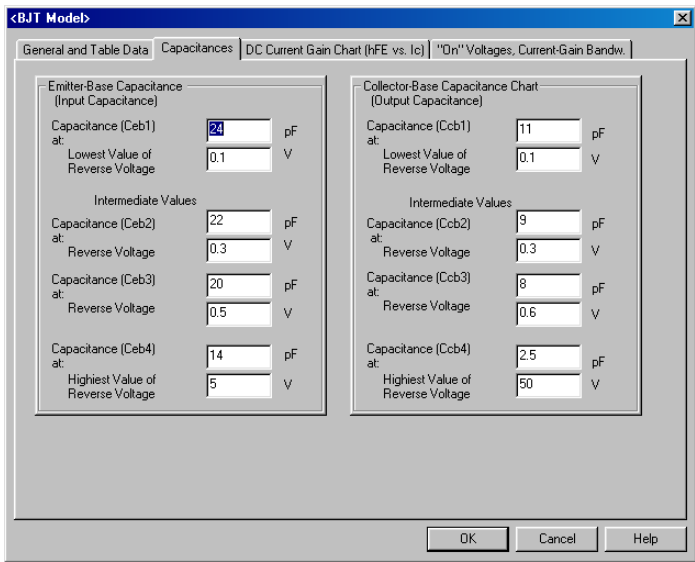 <BJT Model>
General and Table Data Capacitances DC Current Gain Chart (hFE vs. Ic) "On" Voltages, Current-Gain Bandw.
Emitter-Base Capacitance
(Input Capacitance)
Capacitance (Ceb1) 24 pF
at:
Lowest Value of
Reverse Voltage 0.1 V
Intermediate Values
Capacitance (Ceb2) 22 pF
at:
Reverse Voltage 0.3 V
Capacitance (Ceb3) 20 pF
at:
Reverse Voltage 0.5 V
Capacitance (Ceb4) 14 pF
at:
Highiest Value of
Reverse Voltage 5 V
Collector-Base Capacitance Chart
(Output Capacitance)
Capacitance (Ccb1) 11 pF
at:
Lowest Value of
Reverse Voltage 0.1 V
Intermediate Values
Capacitance (Ccb2) 9 pF
at:
Reverse Voltage 0.3 V
Capacitance (Ccb3) 8 pF
at:
Reverse Voltage 0.6 V
Capacitance (Ccb4) 2.5 pF
at:
Highiest Value of
Reverse Voltage 50 V
OK Cancel Help